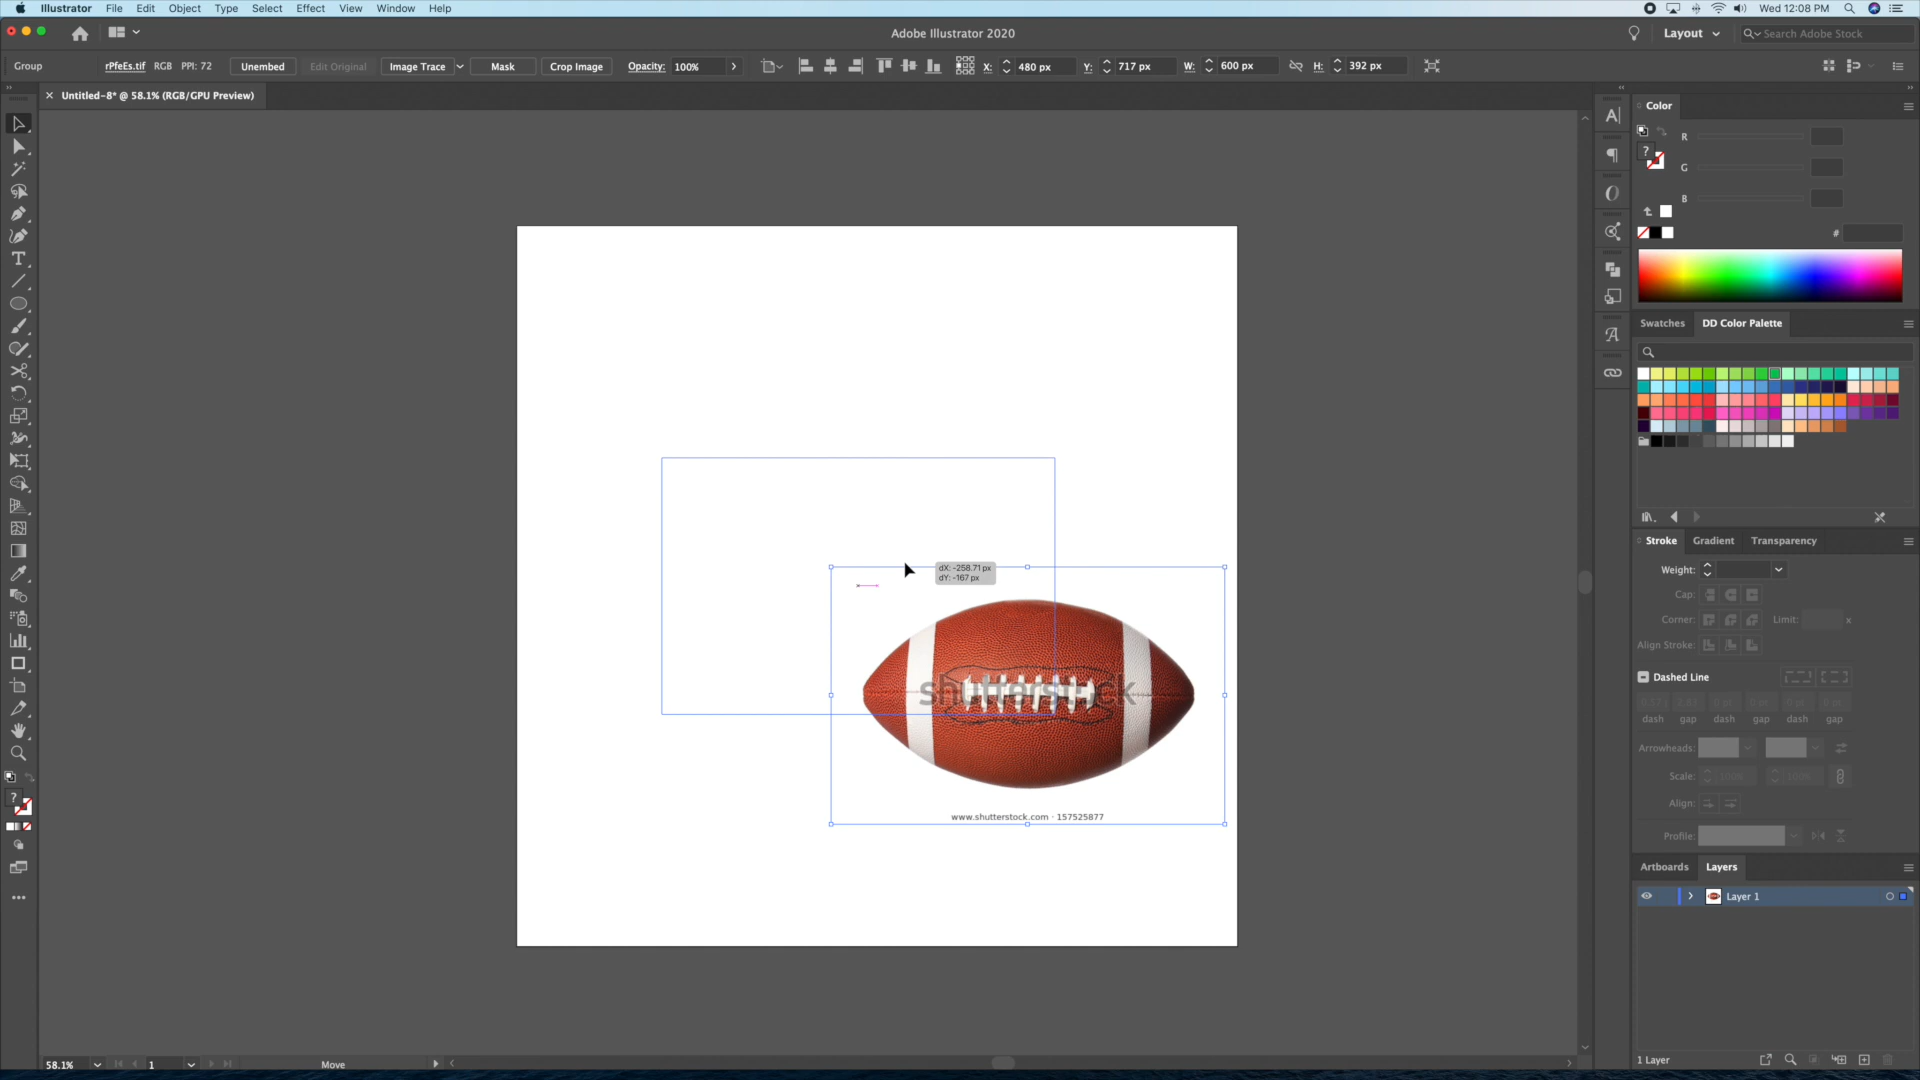 Illustrator File Edit Object Type Select Effect View Window Help
Wed 12:08 PM
Adobe Illustrator 2020
Layout
Search Adobe Stock
Group
rPfeEs.tif RGB PPI: 72 Unembed Edit Original Image Trace Mask Crop Image Opacity: 100%
X: 480 px Y: 717 px W: 600 px H: 392 px
× Untitled-8* @ 58.1% (RGB/GPU Preview)
Color
R
G
B
#
Swatches DD Color Palette
dX: -258.71 px
dY: -167 px
shutterstock
www.shutterstock.com · 157525877
Stroke Gradient Transparency
Weight:
Cap:
Corner: Limit: x
Align Stroke:
Dashed Line
dash gap dash gap dash gap
Arrowheads:
Scale: 100% 100%
Align:
Profile:
Artboards Layers
Layer 1
1 Layer
58.1% 1 Move